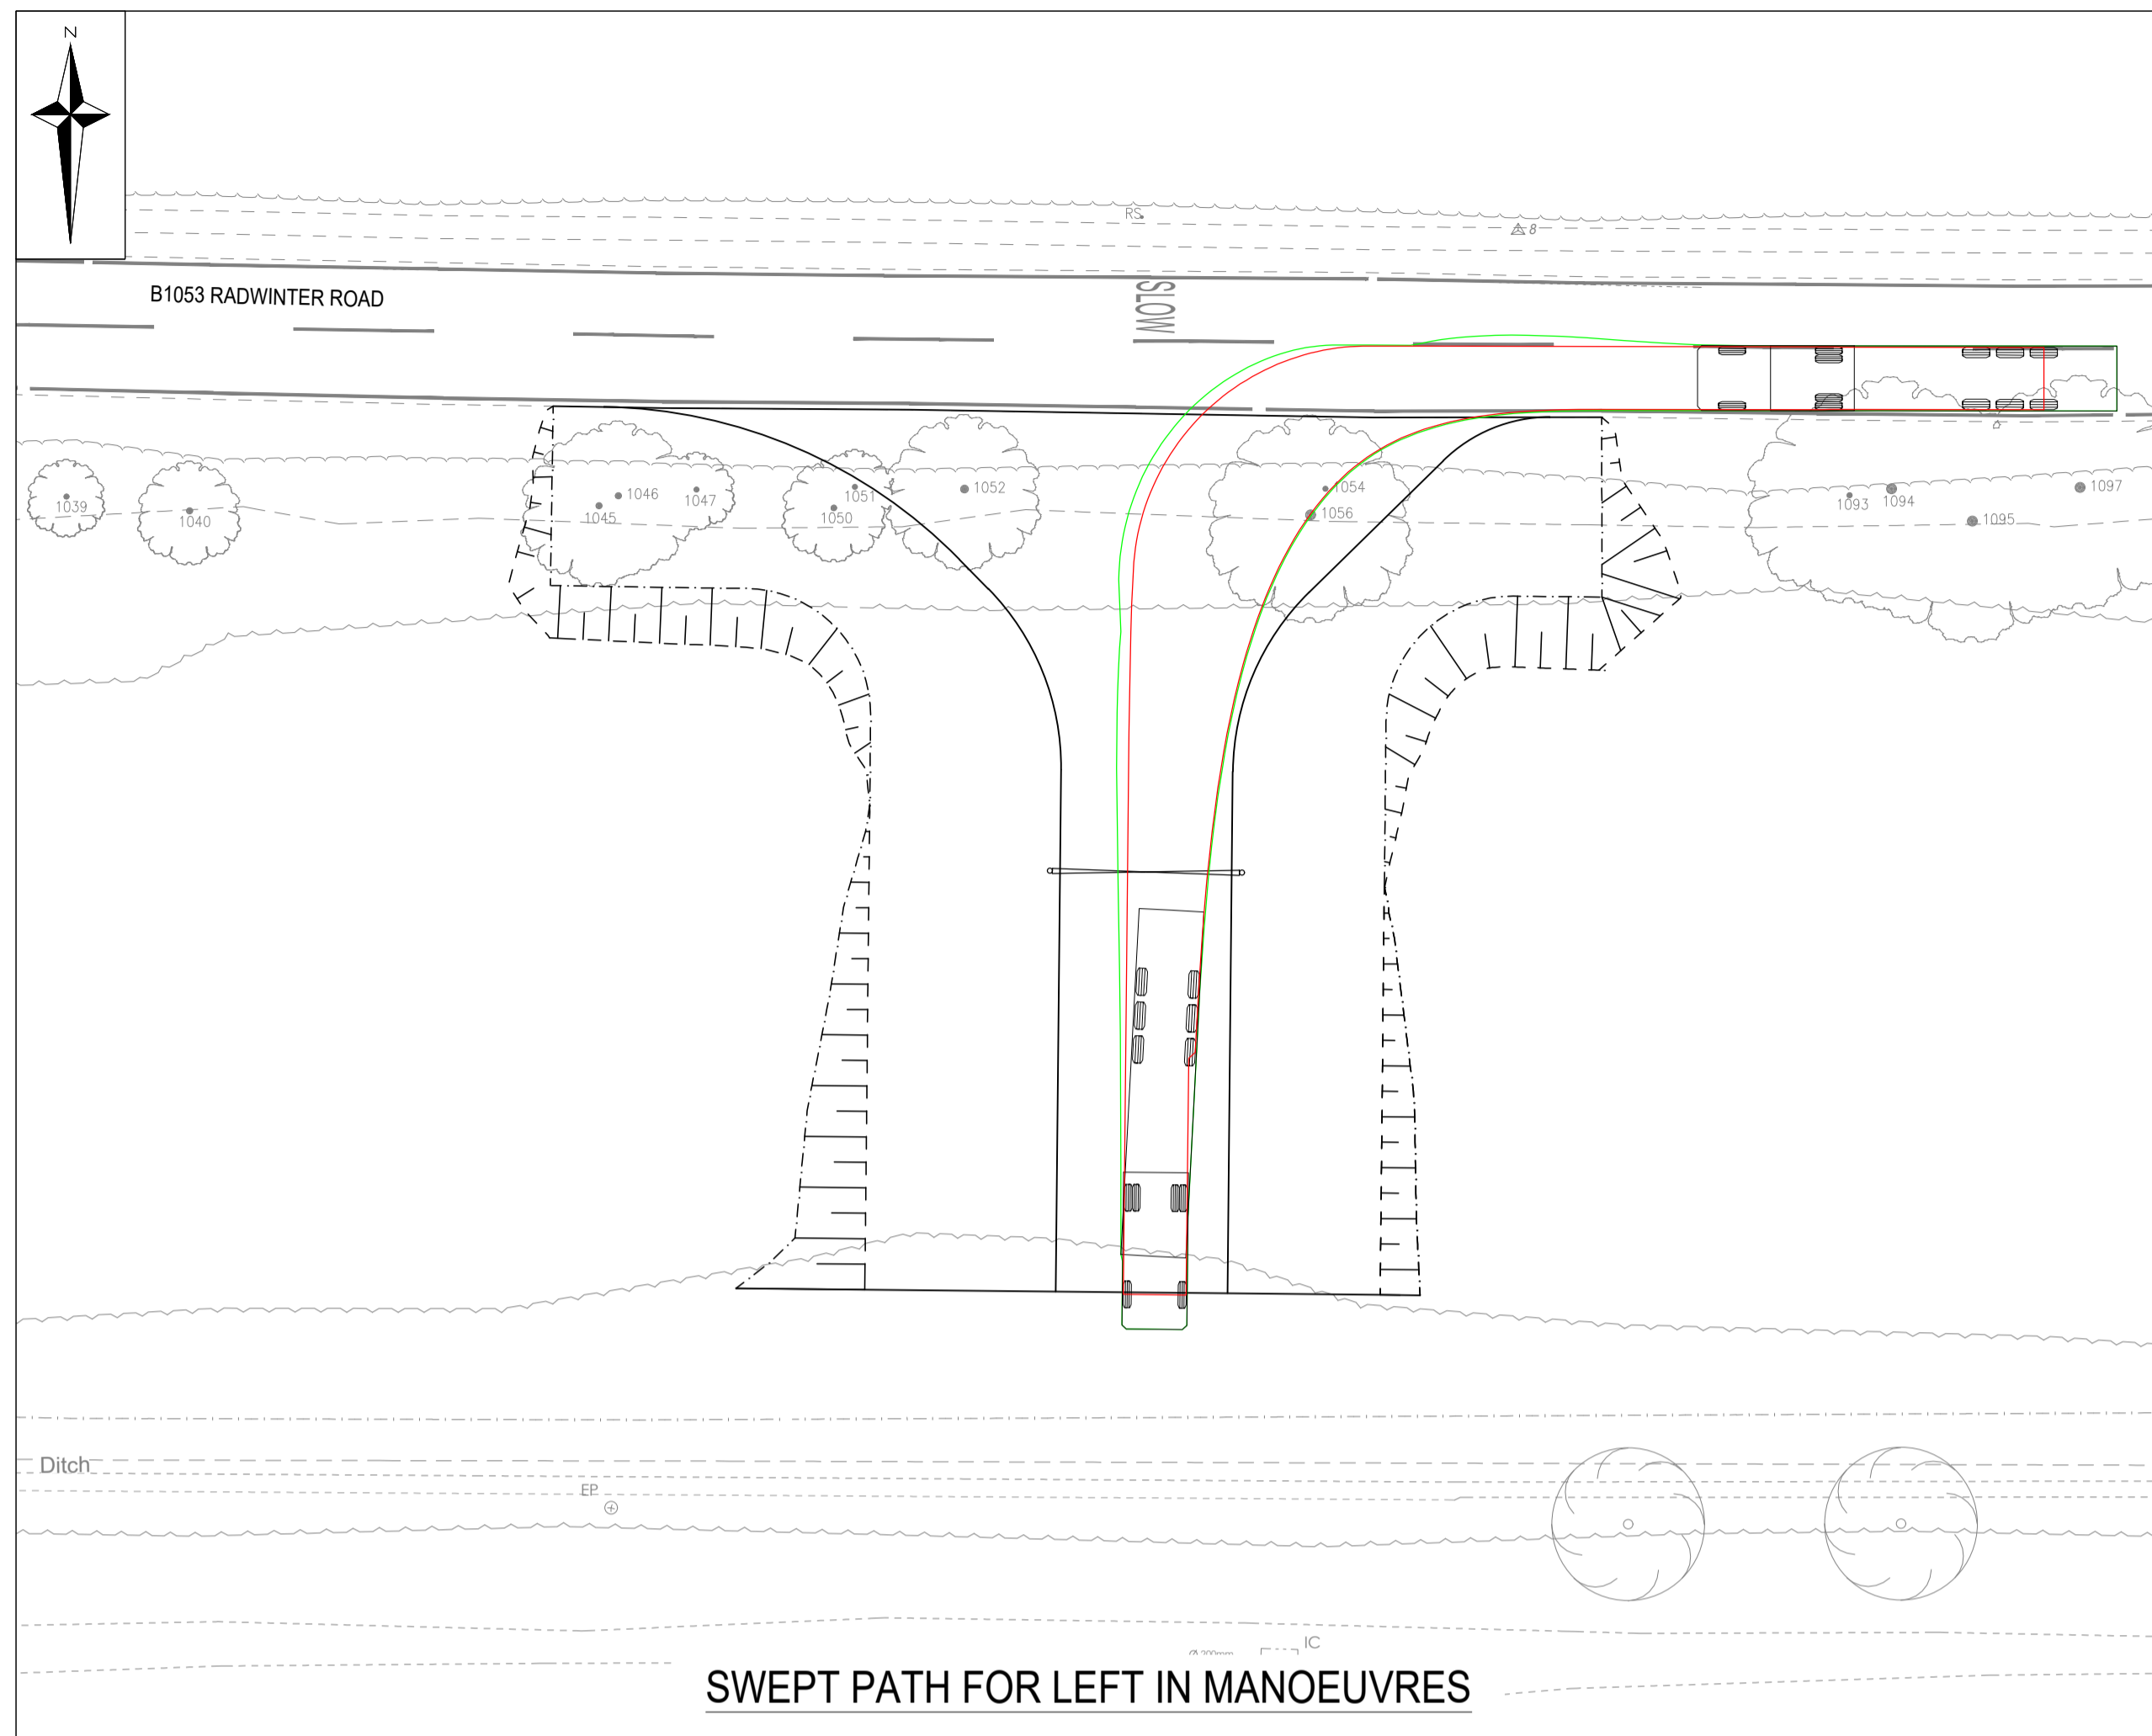 N
RS
8
B1053 RADWINTER ROAD
SLOW
1039
1040
1046
1045
1047
1051
1050
1052
1054
1056
1093
1094
1095
1097
Ditch
EP
IC
Ø 200mm
SWEPT PATH FOR LEFT IN MANOEUVRES